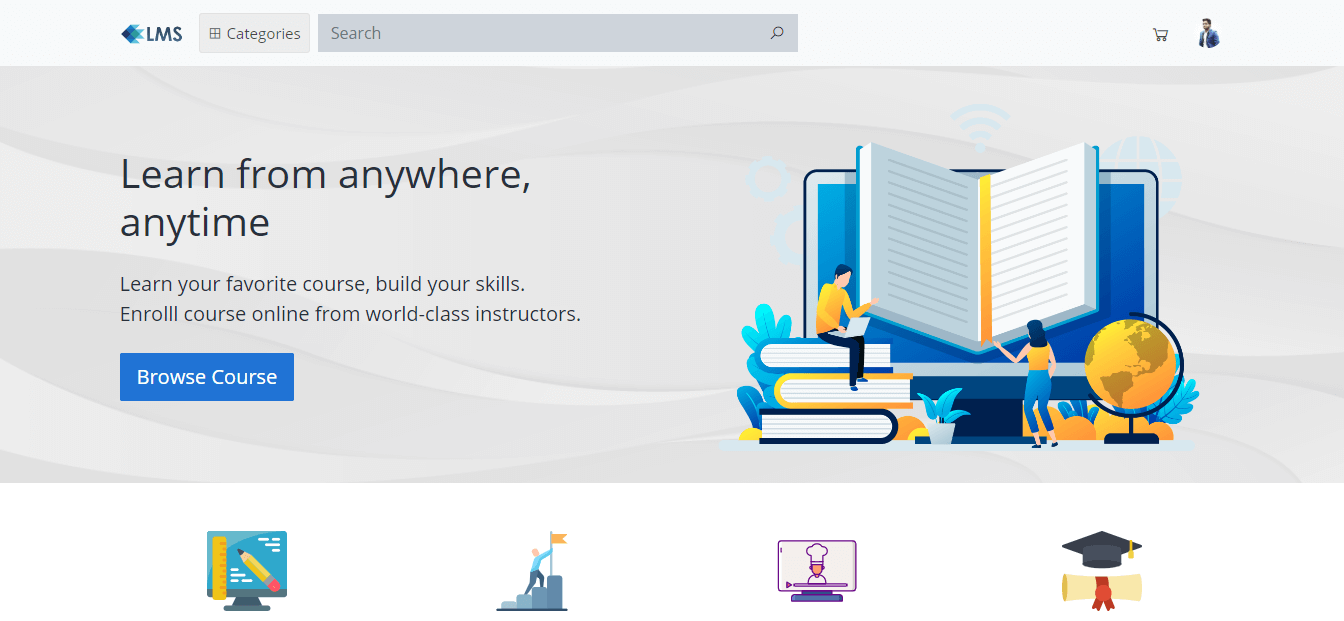 LMS
Categories
Search
Learn from anywhere,
anytime
Learn your favorite course, build your skills.
Enrolll course online from world-class instructors.
Browse Course